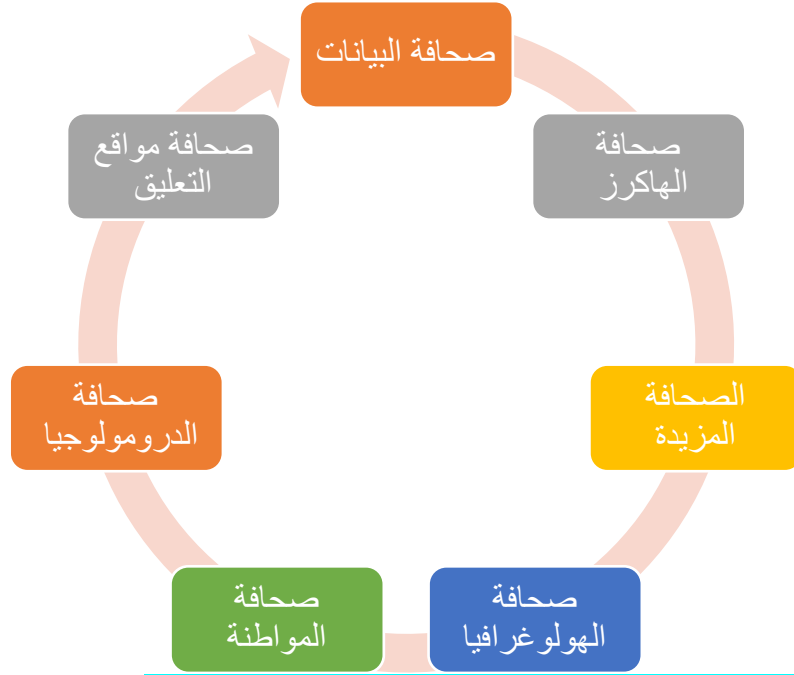 صحافة البيانات
صحافة
الهاكرز
الصحافة
المزيدة
صحافة
الهولوغرافيا
صحافة
المواطنة
صحافة
الدرومولوجيا
صحافة مواقع
التعليق